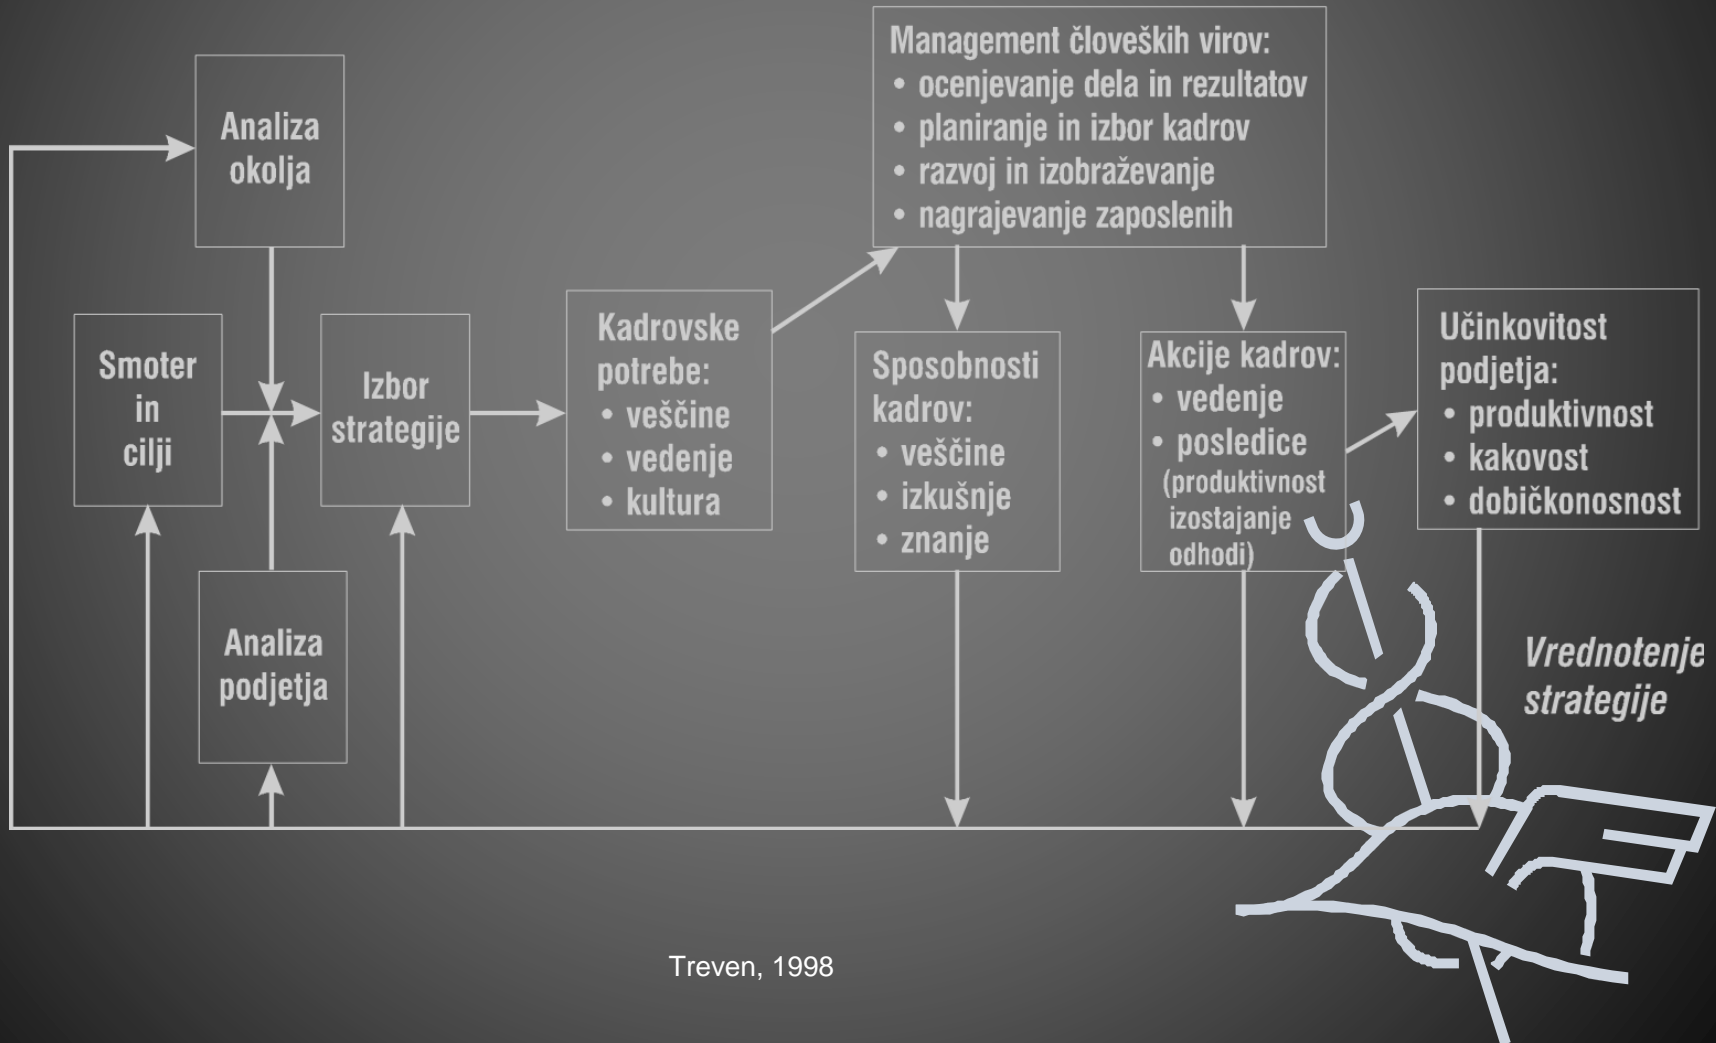 Analiza
okolja
Smoter
in
cilji
Analiza
podjetja
Izbor
strategije
Kadrovske
potrebe:
• veščine
• vedenje
• kultura
Management človeških virov:
• ocenjevanje dela in rezultatov
• planiranje in izbor kadrov
• razvoj in izobraževanje
• nagrajevanje zaposlenih
Sposobnosti
kadrov:
• veščine
• izkušnje
• znanje
Akcije kadrov:
• vedenje
• posledice
(produktivnost
izostajanje
odhodi)
Učinkovitost
podjetja:
• produktivnost
• kakovost
• dobičkonosnost
Vrednotenje
strategije
Treven, 1998